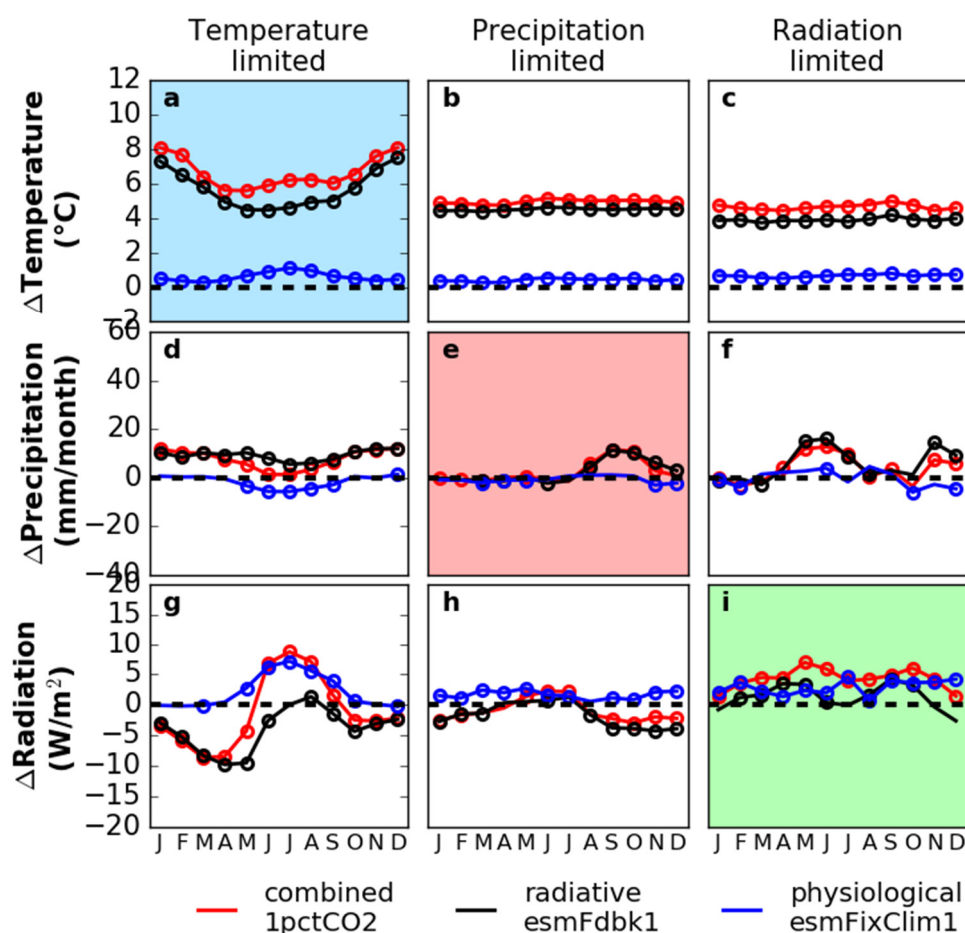 Temperature limited
Precipitation limited
Radiation limited
ΔTemperature (°C)
12
10
8
6
4
2
0
−2
a
b
c
ΔPrecipitation (mm/month)
60
40
20
0
−20
−40
d
e
f
ΔRadiation (W/m²)
20
15
10
5
0
−5
−10
−15
−20
g
h
i
J F M A M J J A S O N D
J F M A M J J A S O N D
J F M A M J J A S O N D
combined 1pctCO2
radiative esmFdbk1
physiological esmFixClim1